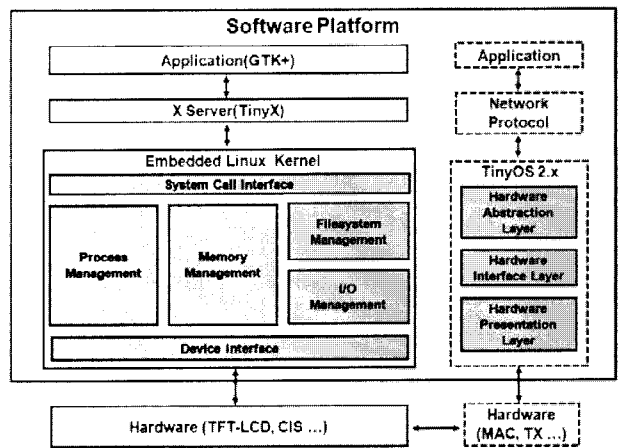 Software Platform
Application(GTK+)
X Server(TinyX)
Embedded Linux Kernel
System Call Interface
Process
Management
Memory
Management
Filesystem
Management
I/O
Management
Device Interface
Hardware (TFT-LCD, CIS ...)
Application
Network
Protocol
TinyOS 2.x
Hardware
Abstraction
Layer
Hardware
Interface Layer
Hardware
Presentation
Layer
Hardware
(MAC, TX ...)